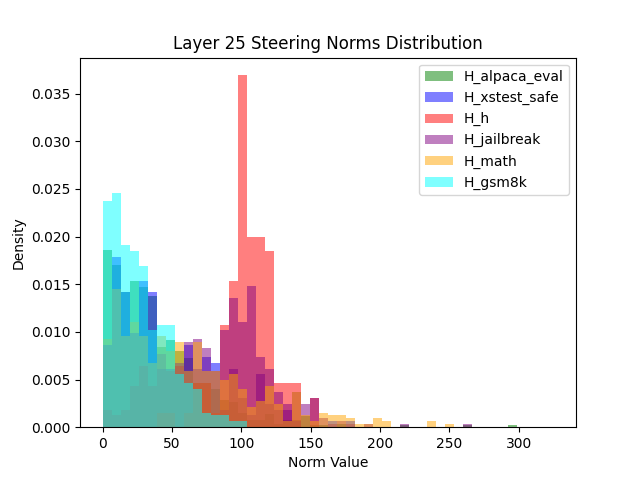 Layer 25 Steering Norms Distribution
H_alpaca_eval
H_xstest_safe
H_h
H_jailbreak
H_math
H_gsm8k
Density
0.035
0.030
0.025
0.020
0.015
0.010
0.005
0.000
0 50 100 150 200 250 300
Norm Value